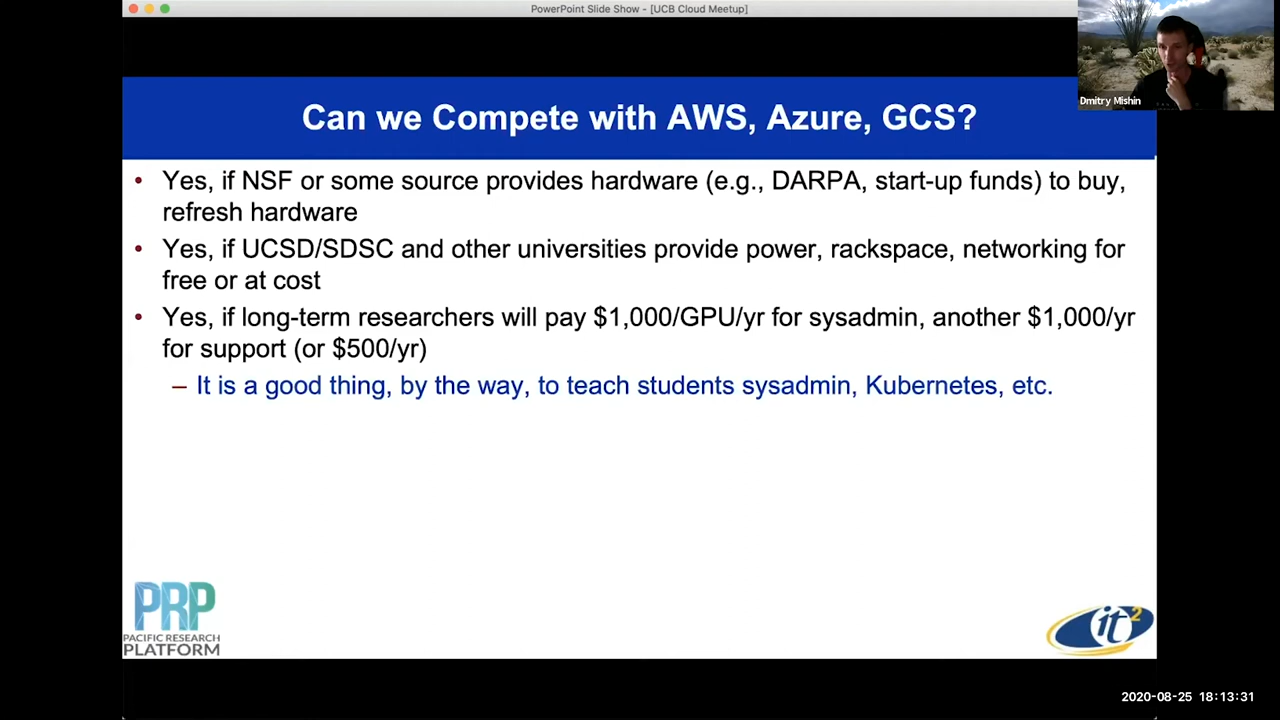 PowerPoint Slide Show - [UCB Cloud Meetup]
Dmitry Mishin
Can we Compete with AWS, Azure, GCS?
• Yes, if NSF or some source provides hardware (e.g., DARPA, start-up funds) to buy,
refresh hardware
• Yes, if UCSD/SDSC and other universities provide power, rackspace, networking for
free or at cost
• Yes, if long-term researchers will pay $1,000/GPU/yr for sysadmin, another $1,000/yr
for support (or $500/yr)
– It is a good thing, by the way, to teach students sysadmin, Kubernetes, etc.
PRP
PACIFIC RESEARCH
PLATFORM
it2
2020-08-25 18:13:31